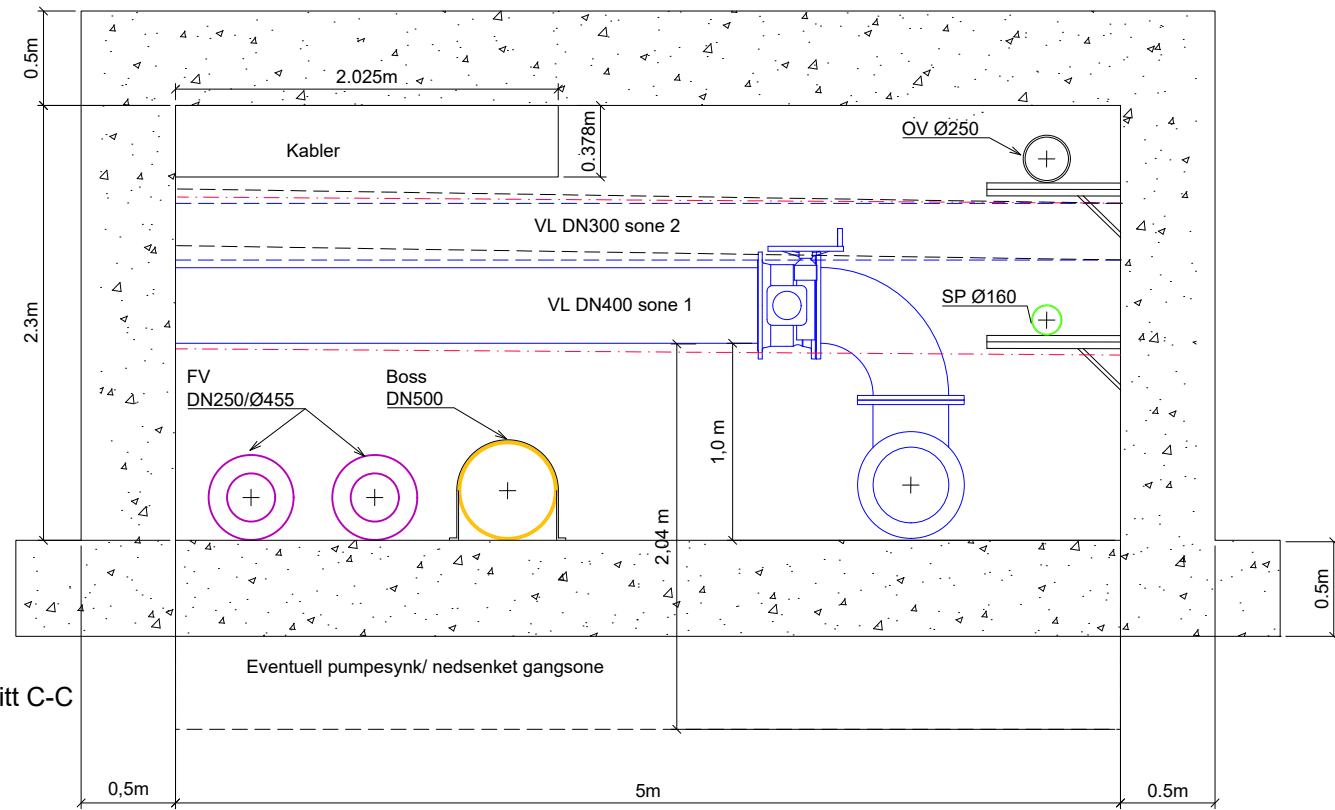 0.5m
2.025m
Kabler
0.378m
OV Ø250
VL DN300 sone 2
VL DN400 sone 1
SP Ø160
2.3m
FV
DN250/Ø455
Boss
DN500
1,0 m
2,04 m
0.5m
Eventuell pumpesynk/ nedsenket gangsone
itt C-C
0,5m
5m
0.5m